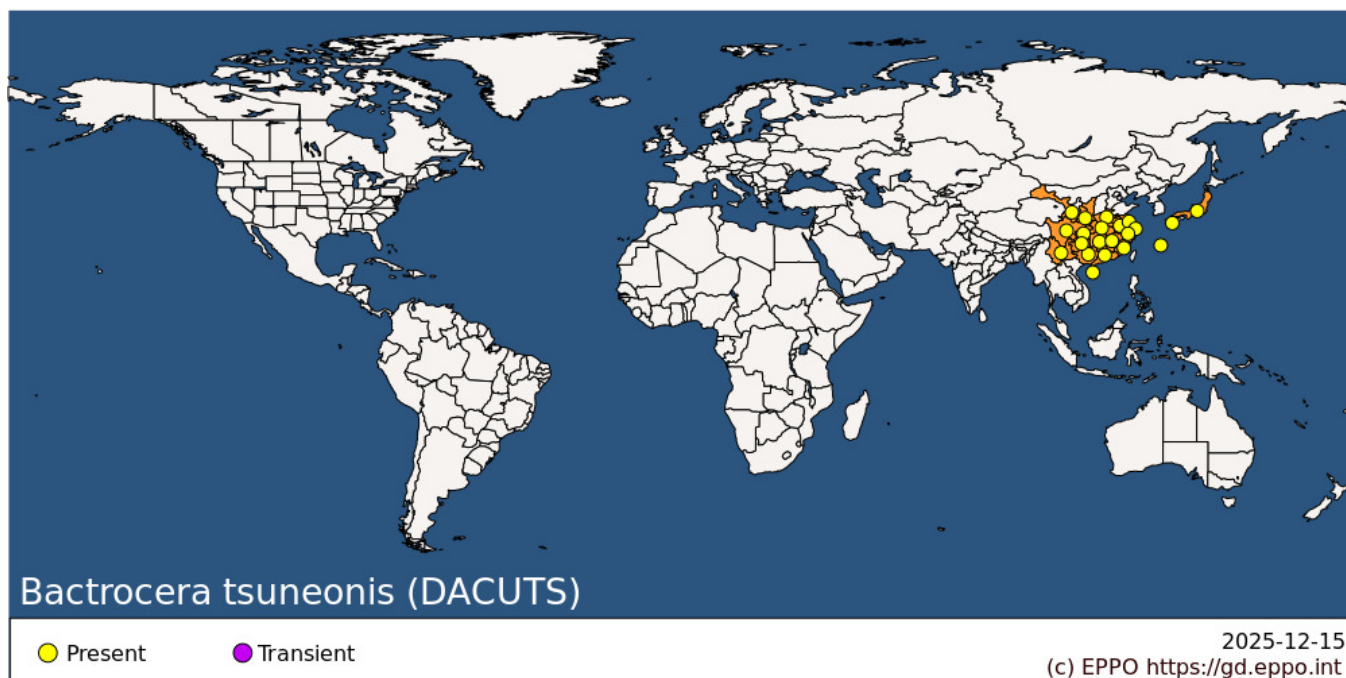 Bactrocera tsuneonis (DACUTS)
Present
Transient
2025-12-15
(c) EPPO https://gd.eppo.int